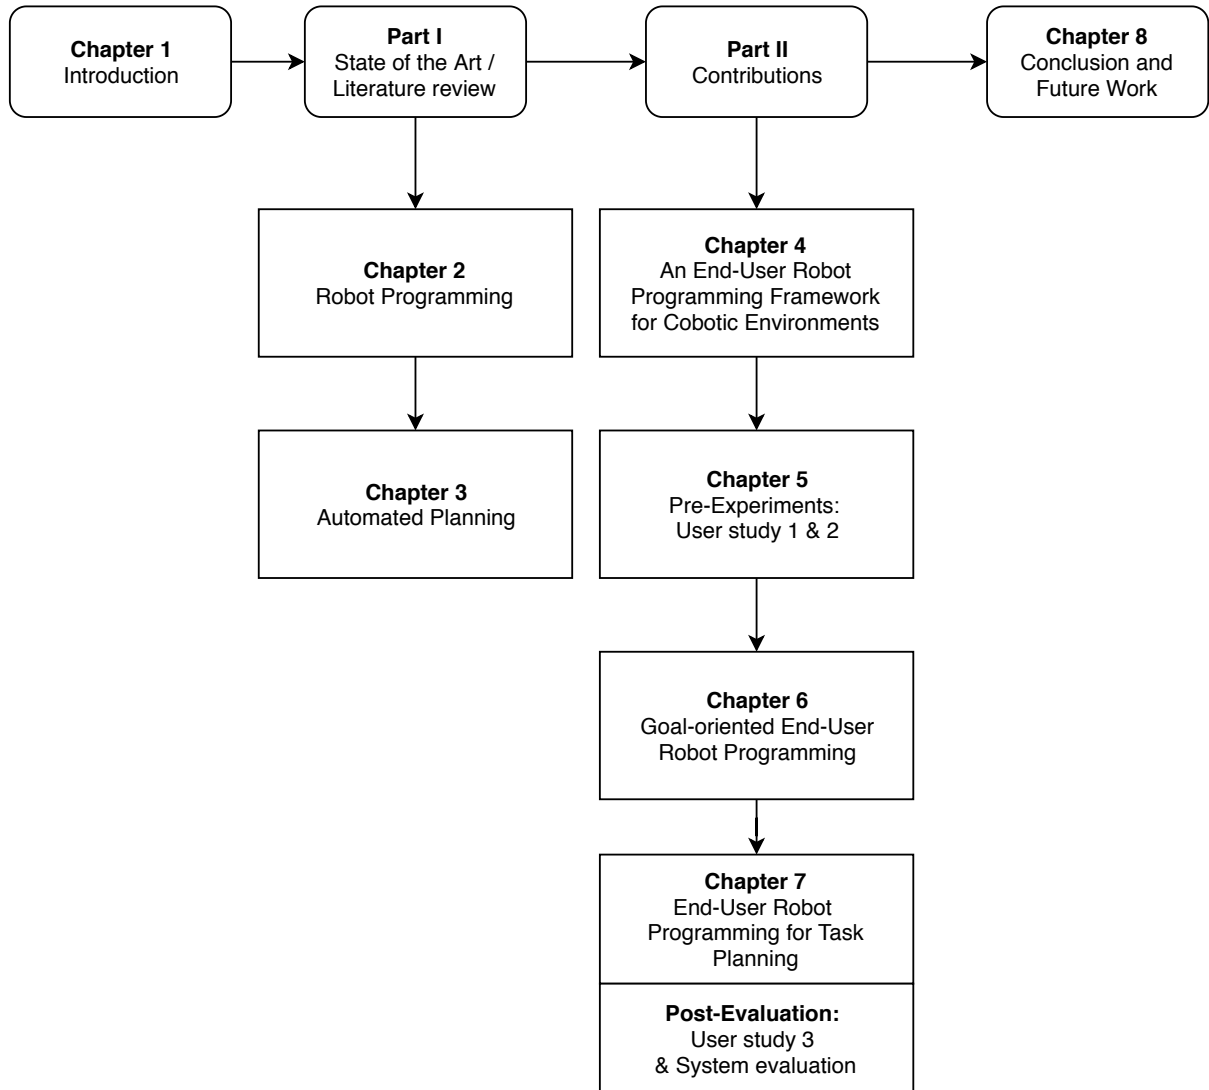 Chapter 1
Introduction
Part I
State of the Art /
Literature review
Part II
Contributions
Chapter 8
Conclusion and
Future Work
Chapter 2
Robot Programming
Chapter 3
Automated Planning
Chapter 4
An End-User Robot
Programming Framework
for Cobotic Environments
Chapter 5
Pre-Experiments:
User study 1 & 2
Chapter 6
Goal-oriented End-User
Robot Programming
Chapter 7
End-User Robot
Programming for Task
Planning
Post-Evaluation:
User study 3
& System evaluation